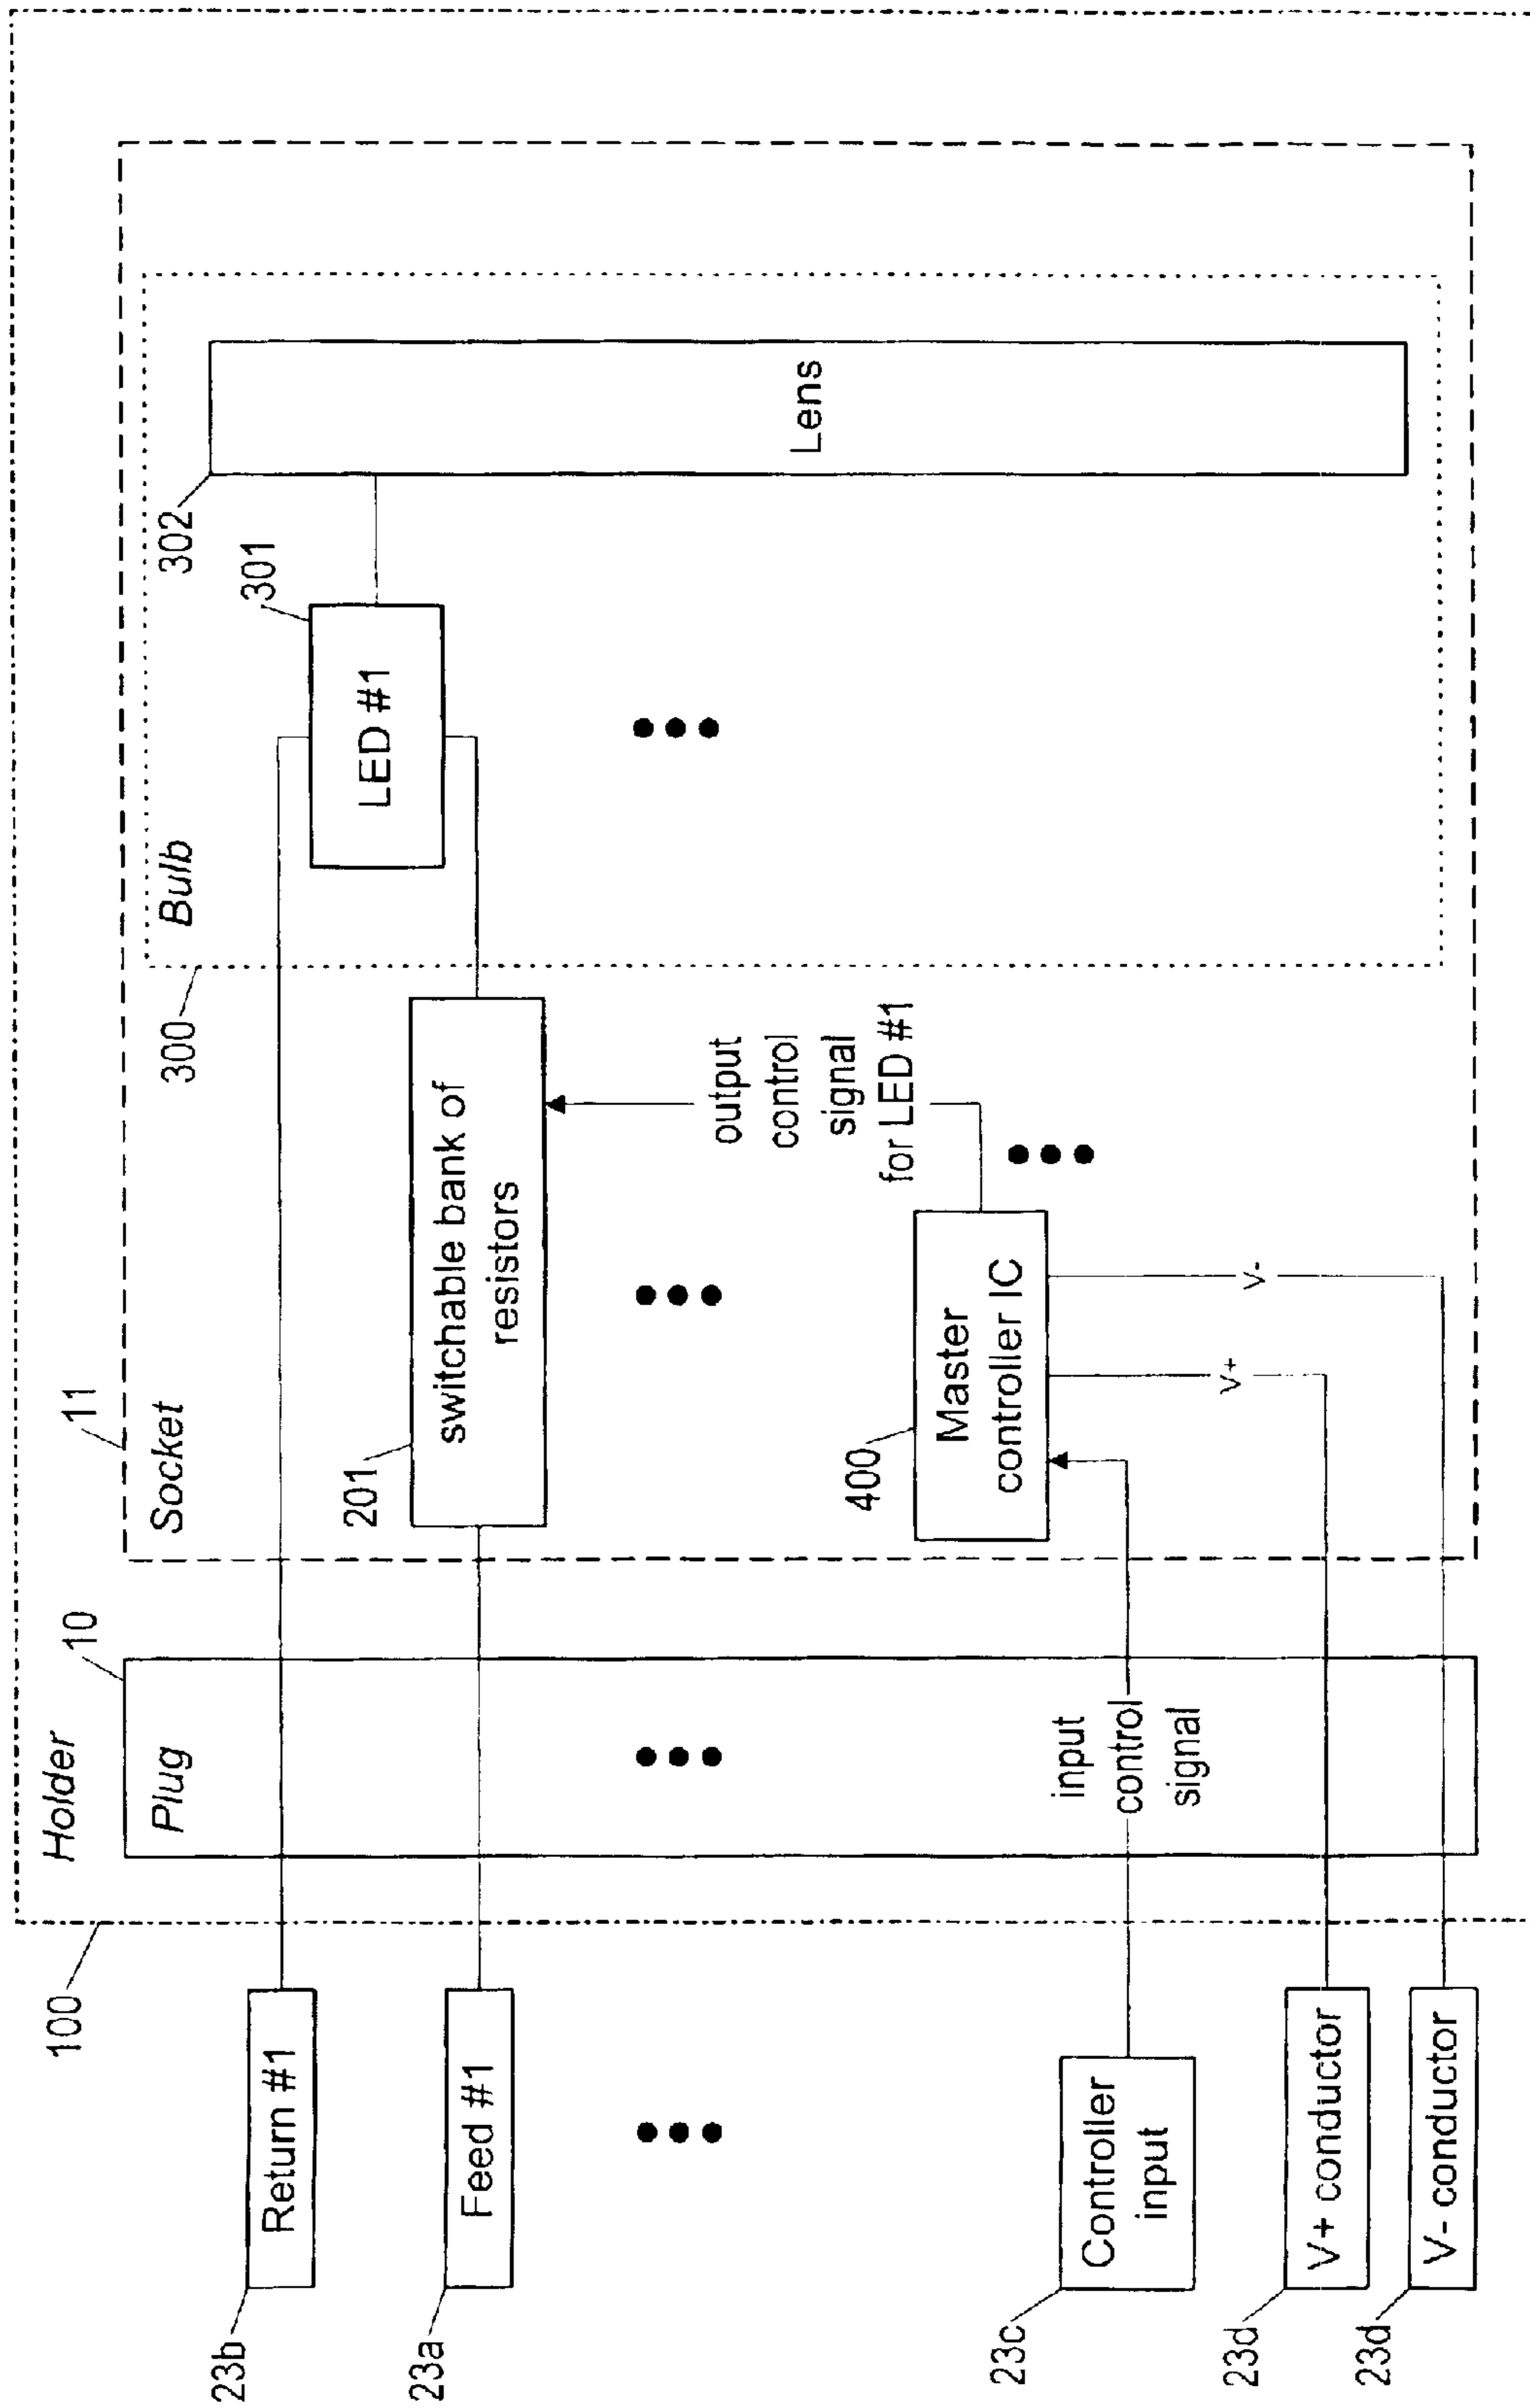 100
Holder
10
Plug
11
Socket
300
Bulb
302
301
LED #1
Lens
23b
Return #1
23a
Feed #1
201
switchable bank of
resistors
output
control
signal
for LED #1
400
Master
controller IC
input
control
signal
23c
Controller
input
V+
V-
23d
V+ conductor
23d
V- conductor